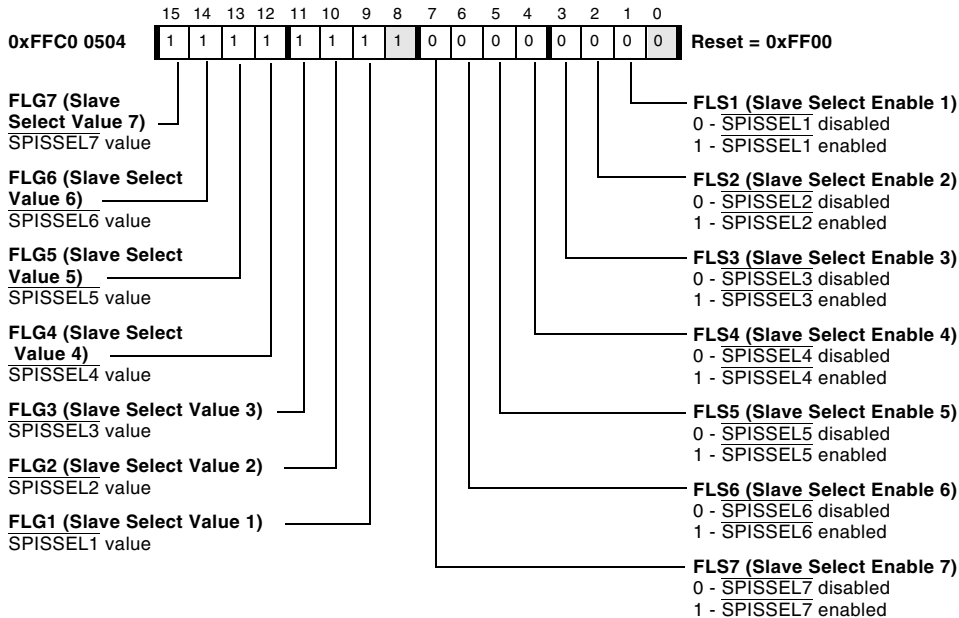 15 14 13 12 11 10 9 8 7 6 5 4 3 2 1 0
0xFFC0 0504
1 1 1 1 1 1 1 1 0 0 0 0 0 0 0 0
Reset = 0xFF00
FLG7 (Slave
Select Value 7)
SPISSEL7 value
FLG6 (Slave Select
Value 6)
SPISSEL6 value
FLG5 (Slave Select
Value 5)
SPISSEL5 value
FLG4 (Slave Select
Value 4)
SPISSEL4 value
FLG3 (Slave Select Value 3)
SPISSEL3 value
FLG2 (Slave Select Value 2)
SPISSEL2 value
FLG1 (Slave Select Value 1)
SPISSEL1 value
FLS1 (Slave Select Enable 1)
0 - SPISSEL1 disabled
1 - SPISSEL1 enabled
FLS2 (Slave Select Enable 2)
0 - SPISSEL2 disabled
1 - SPISSEL2 enabled
FLS3 (Slave Select Enable 3)
0 - SPISSEL3 disabled
1 - SPISSEL3 enabled
FLS4 (Slave Select Enable 4)
0 - SPISSEL4 disabled
1 - SPISSEL4 enabled
FLS5 (Slave Select Enable 5)
0 - SPISSEL5 disabled
1 - SPISSEL5 enabled
FLS6 (Slave Select Enable 6)
0 - SPISSEL6 disabled
1 - SPISSEL6 enabled
FLS7 (Slave Select Enable 7)
0 - SPISSEL7 disabled
1 - SPISSEL7 enabled